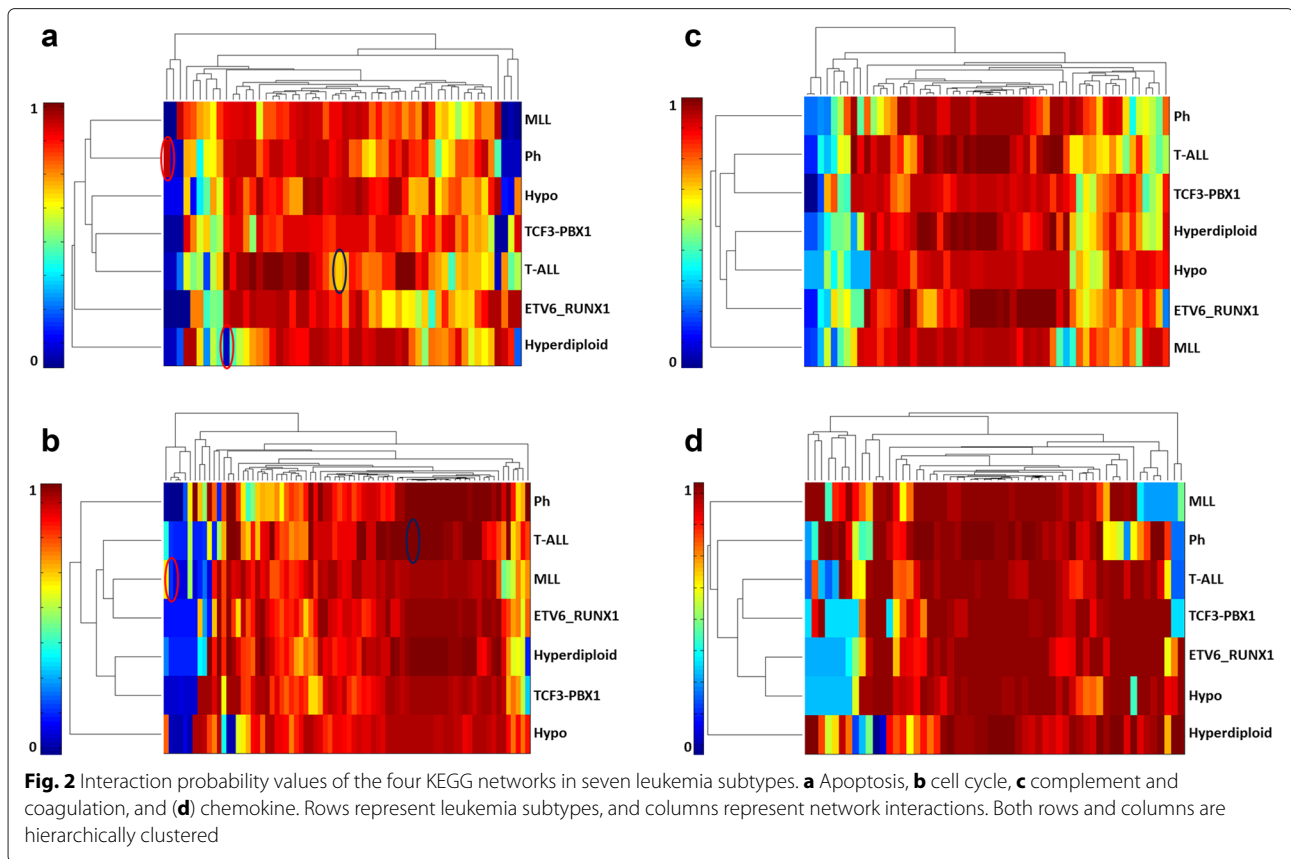 a
1
0
MLL
Ph
Hypo
TCF3-PBX1
T-ALL
ETV6_RUNX1
Hyperdiploid
c
1
0
Ph
T-ALL
TCF3-PBX1
Hyperdiploid
Hypo
ETV6_RUNX1
MLL
b
1
0
Ph
T-ALL
MLL
ETV6_RUNX1
Hyperdiploid
TCF3-PBX1
Hypo
d
1
0
MLL
Ph
T-ALL
TCF3-PBX1
ETV6_RUNX1
Hypo
Hyperdiploid
Fig. 2 Interaction probability values of the four KEGG networks in seven leukemia subtypes. a Apoptosis, b cell cycle, c complement and
coagulation, and (d) chemokine. Rows represent leukemia subtypes, and columns represent network interactions. Both rows and columns are
hierarchically clustered